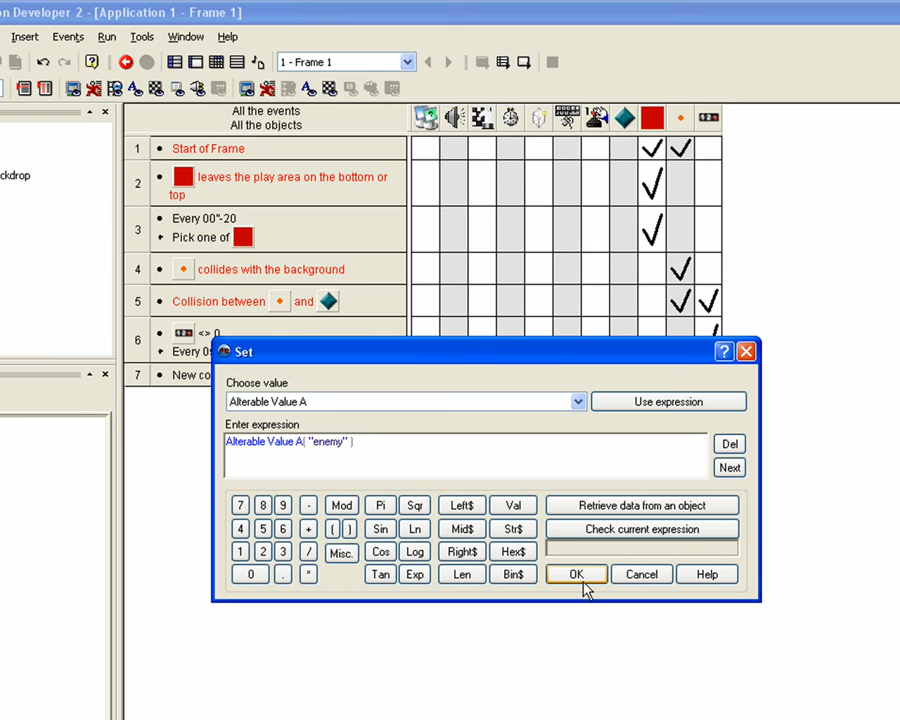 on Developer 2 - [Application 1 - Frame 1]
Insert Events Run Tools Window Help
1 - Frame 1
All the events
All the objects
ckdrop
1 • Start of Frame
2 • leaves the play area on the bottom or
top
3 • Every 00"-20
• Pick one of
4 • collides with the background
5 • Collision between and
6 • <> 0
• Every 0
7 • New co
Set
Choose value
Alterable Value A Use expression
Enter expression
Alterable Value A( "enemy" )
Del
Next
7 8 9 - Mod Pi Sqr Left$ Val Retrieve data from an object
4 5 6 + ( ) Sin Ln Mid$ Str$ Check current expression
1 2 3 / Misc. Cos Log Right$ Hex$
0 . * Tan Exp Len Bin$ OK Cancel Help